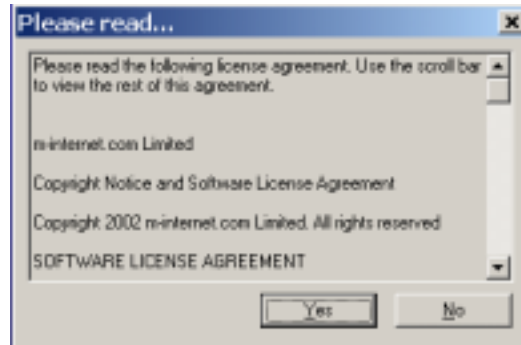 Please read...
Please read the following license agreement. Use the scroll bar
to view the rest of this agreement.
m-internet.com Limited
Copyright Notice and Software License Agreement
Copyright 2002 m-internet.com Limited. All rights reserved
SOFTWARE LICENSE AGREEMENT
Yes No